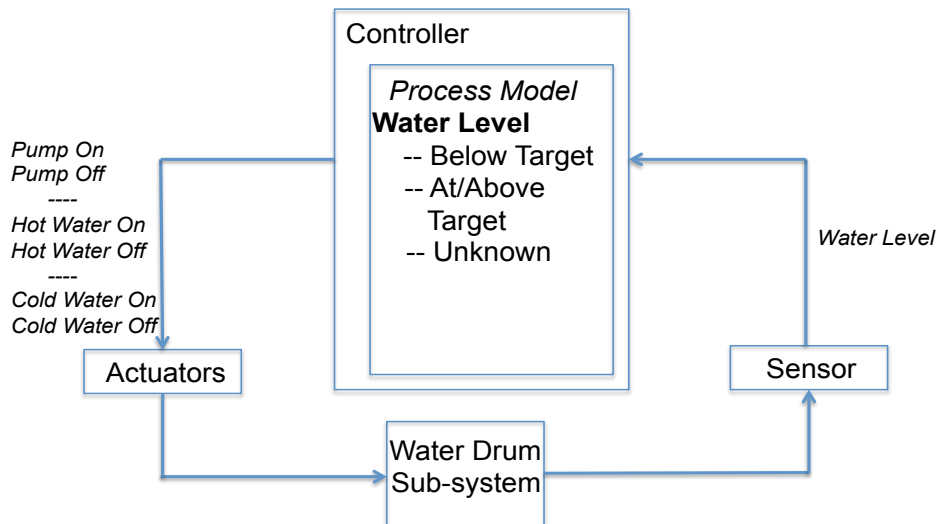 Controller
Process Model
Water Level
-- Below Target
-- At/Above
Target
-- Unknown
Pump On
Pump Off
----
Hot Water On
Hot Water Off
----
Cold Water On
Cold Water Off
Water Level
Actuators
Sensor
Water Drum
Sub-system